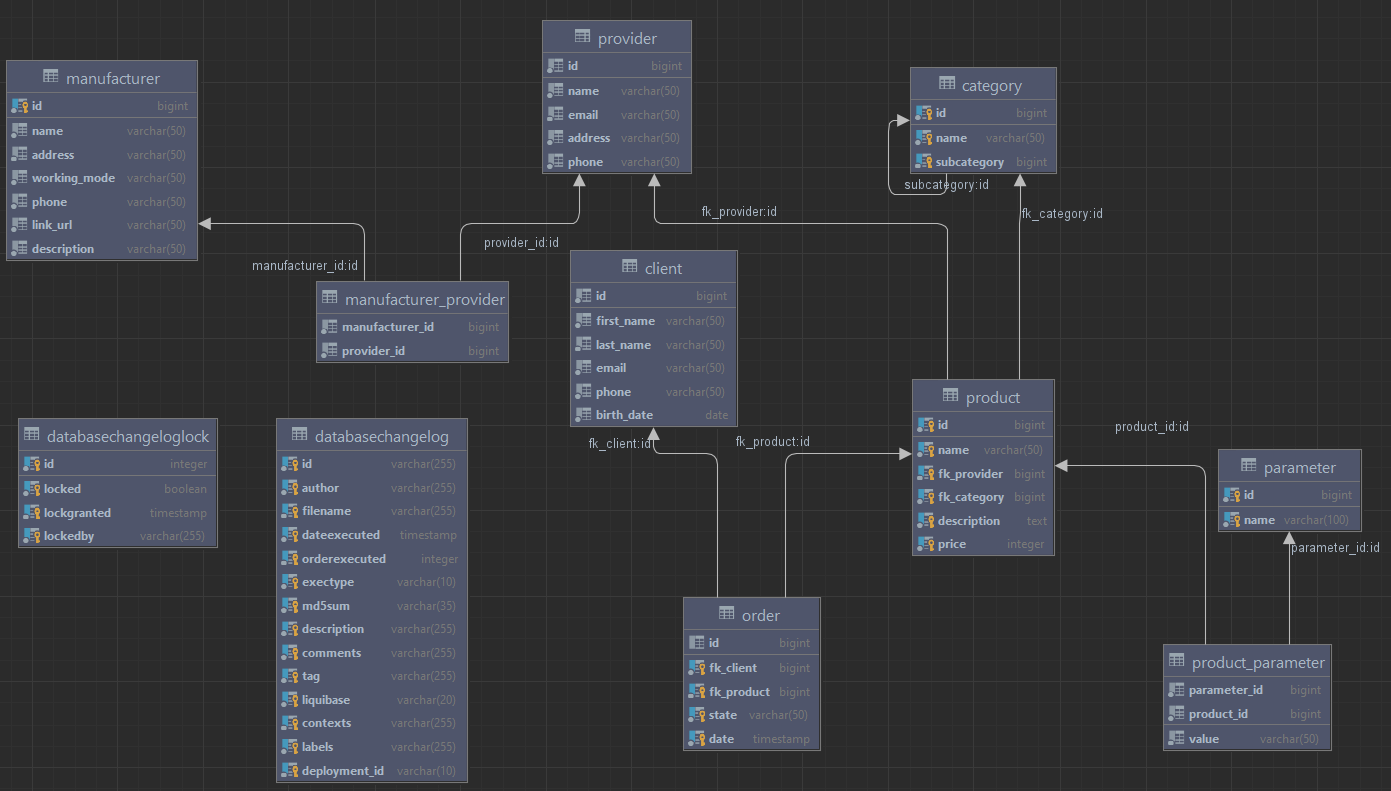 manufacturer
id bigint
name varchar(50)
address varchar(50)
working_mode varchar(50)
phone varchar(50)
link_url varchar(50)
description varchar(50)
provider
id bigint
name varchar(50)
email varchar(50)
address varchar(50)
phone varchar(50)
category
id bigint
name varchar(50)
subcategory bigint
subcategory:id
fk_provider:id
fk_category:id
provider_id:id
manufacturer_id:id
manufacturer_provider
manufacturer_id bigint
provider_id bigint
client
id bigint
first_name varchar(50)
last_name varchar(50)
email varchar(50)
phone varchar(50)
birth_date date
fk_client:id
fk_product:id
product
id bigint
name varchar(50)
fk_provider bigint
fk_category bigint
description text
price integer
product_id:id
parameter
id bigint
name varchar(100)
parameter_id:id
databasechangeloglock
id integer
locked boolean
lockgranted timestamp
lockedby varchar(255)
databasechangelog
id varchar(255)
author varchar(255)
filename varchar(255)
dateexecuted timestamp
orderexecuted integer
exectype varchar(10)
md5sum varchar(35)
description varchar(255)
comments varchar(255)
tag varchar(255)
liquibase varchar(20)
contexts varchar(255)
labels varchar(255)
deployment_id varchar(10)
order
id bigint
fk_client bigint
fk_product bigint
state varchar(50)
date timestamp
product_parameter
parameter_id bigint
product_id bigint
value varchar(50)